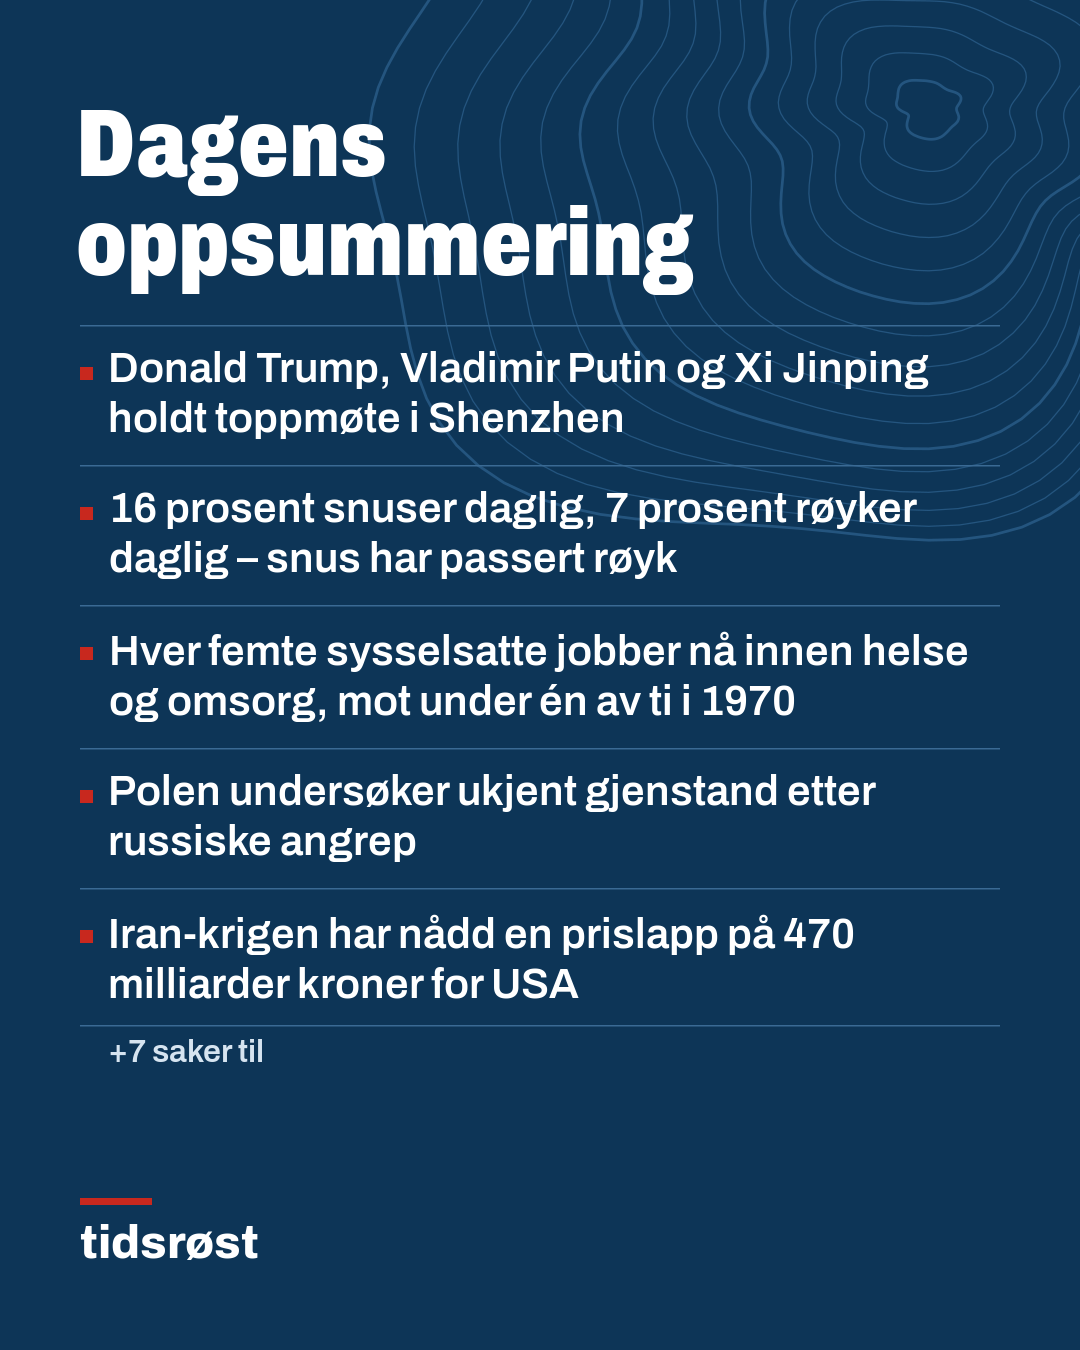 Dagens
oppsummering
Donald Trump, Vladimir Putin og Xi Jinping
holdt toppmøte i Shenzhen
16 prosent snuser daglig, 7 prosent røyker
daglig – snus har passert røyk
Hver femte sysselsatte jobber nå innen helse
og omsorg, mot under én av ti i 1970
Polen undersøker ukjent gjenstand etter
russiske angrep
Iran-krigen har nådd en prislapp på 470
milliarder kroner for USA
+7 saker til
tidsrøst